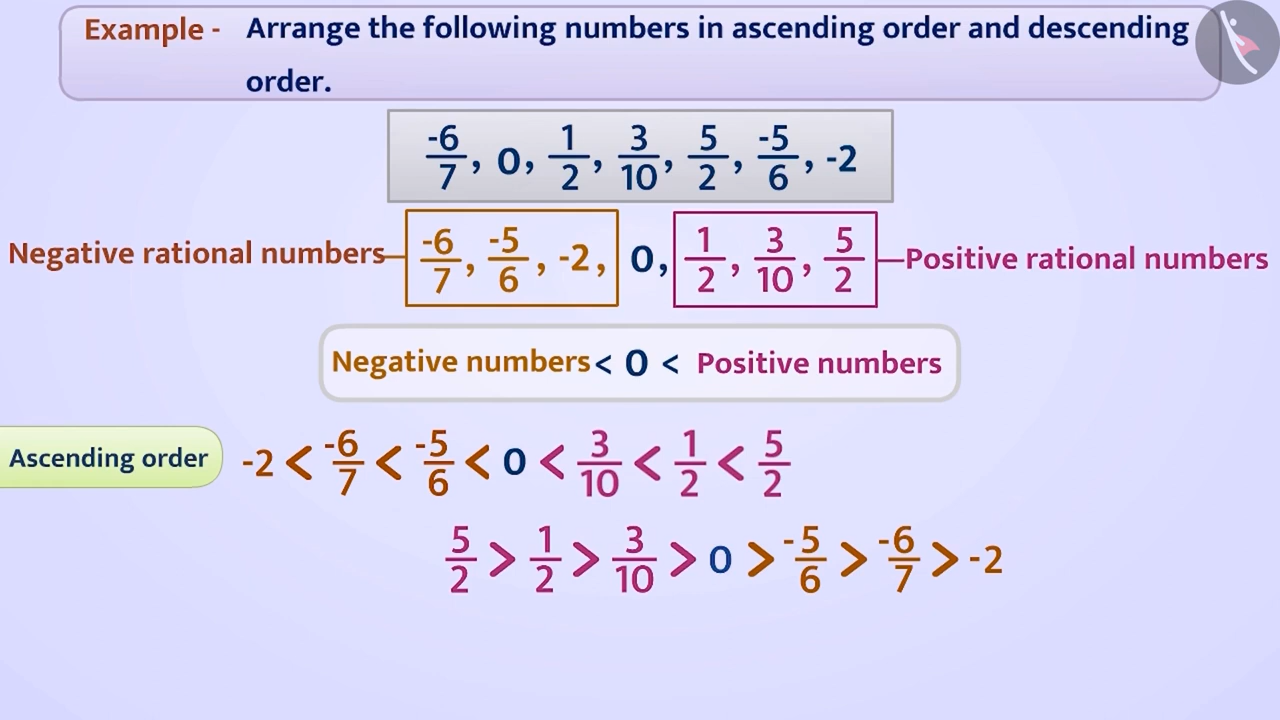 Example - Arrange the following numbers in ascending order and descending
order.
-6/7, 0, 1/2, 3/10, 5/2, -5/6, -2
Negative rational numbers -6/7, -5/6, -2, 0, 1/2, 3/10, 5/2 Positive rational numbers
Negative numbers < 0 < Positive numbers
Ascending order -2 < -6/7 < -5/6 < 0 < 3/10 < 1/2 < 5/2
5/2 > 1/2 > 3/10 > 0 > -5/6 > -6/7 > -2